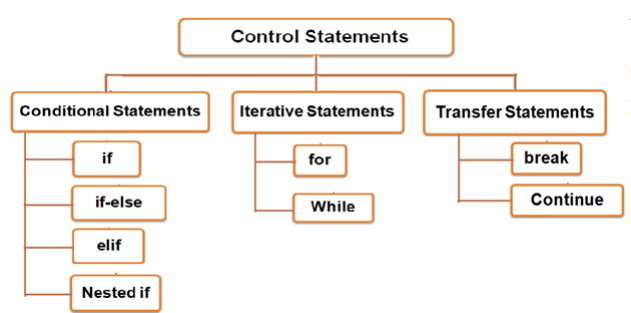 Control Statements
Conditional Statements
if
if-else
elif
Nested if
Iterative Statements
for
While
Transfer Statements
break
Continue